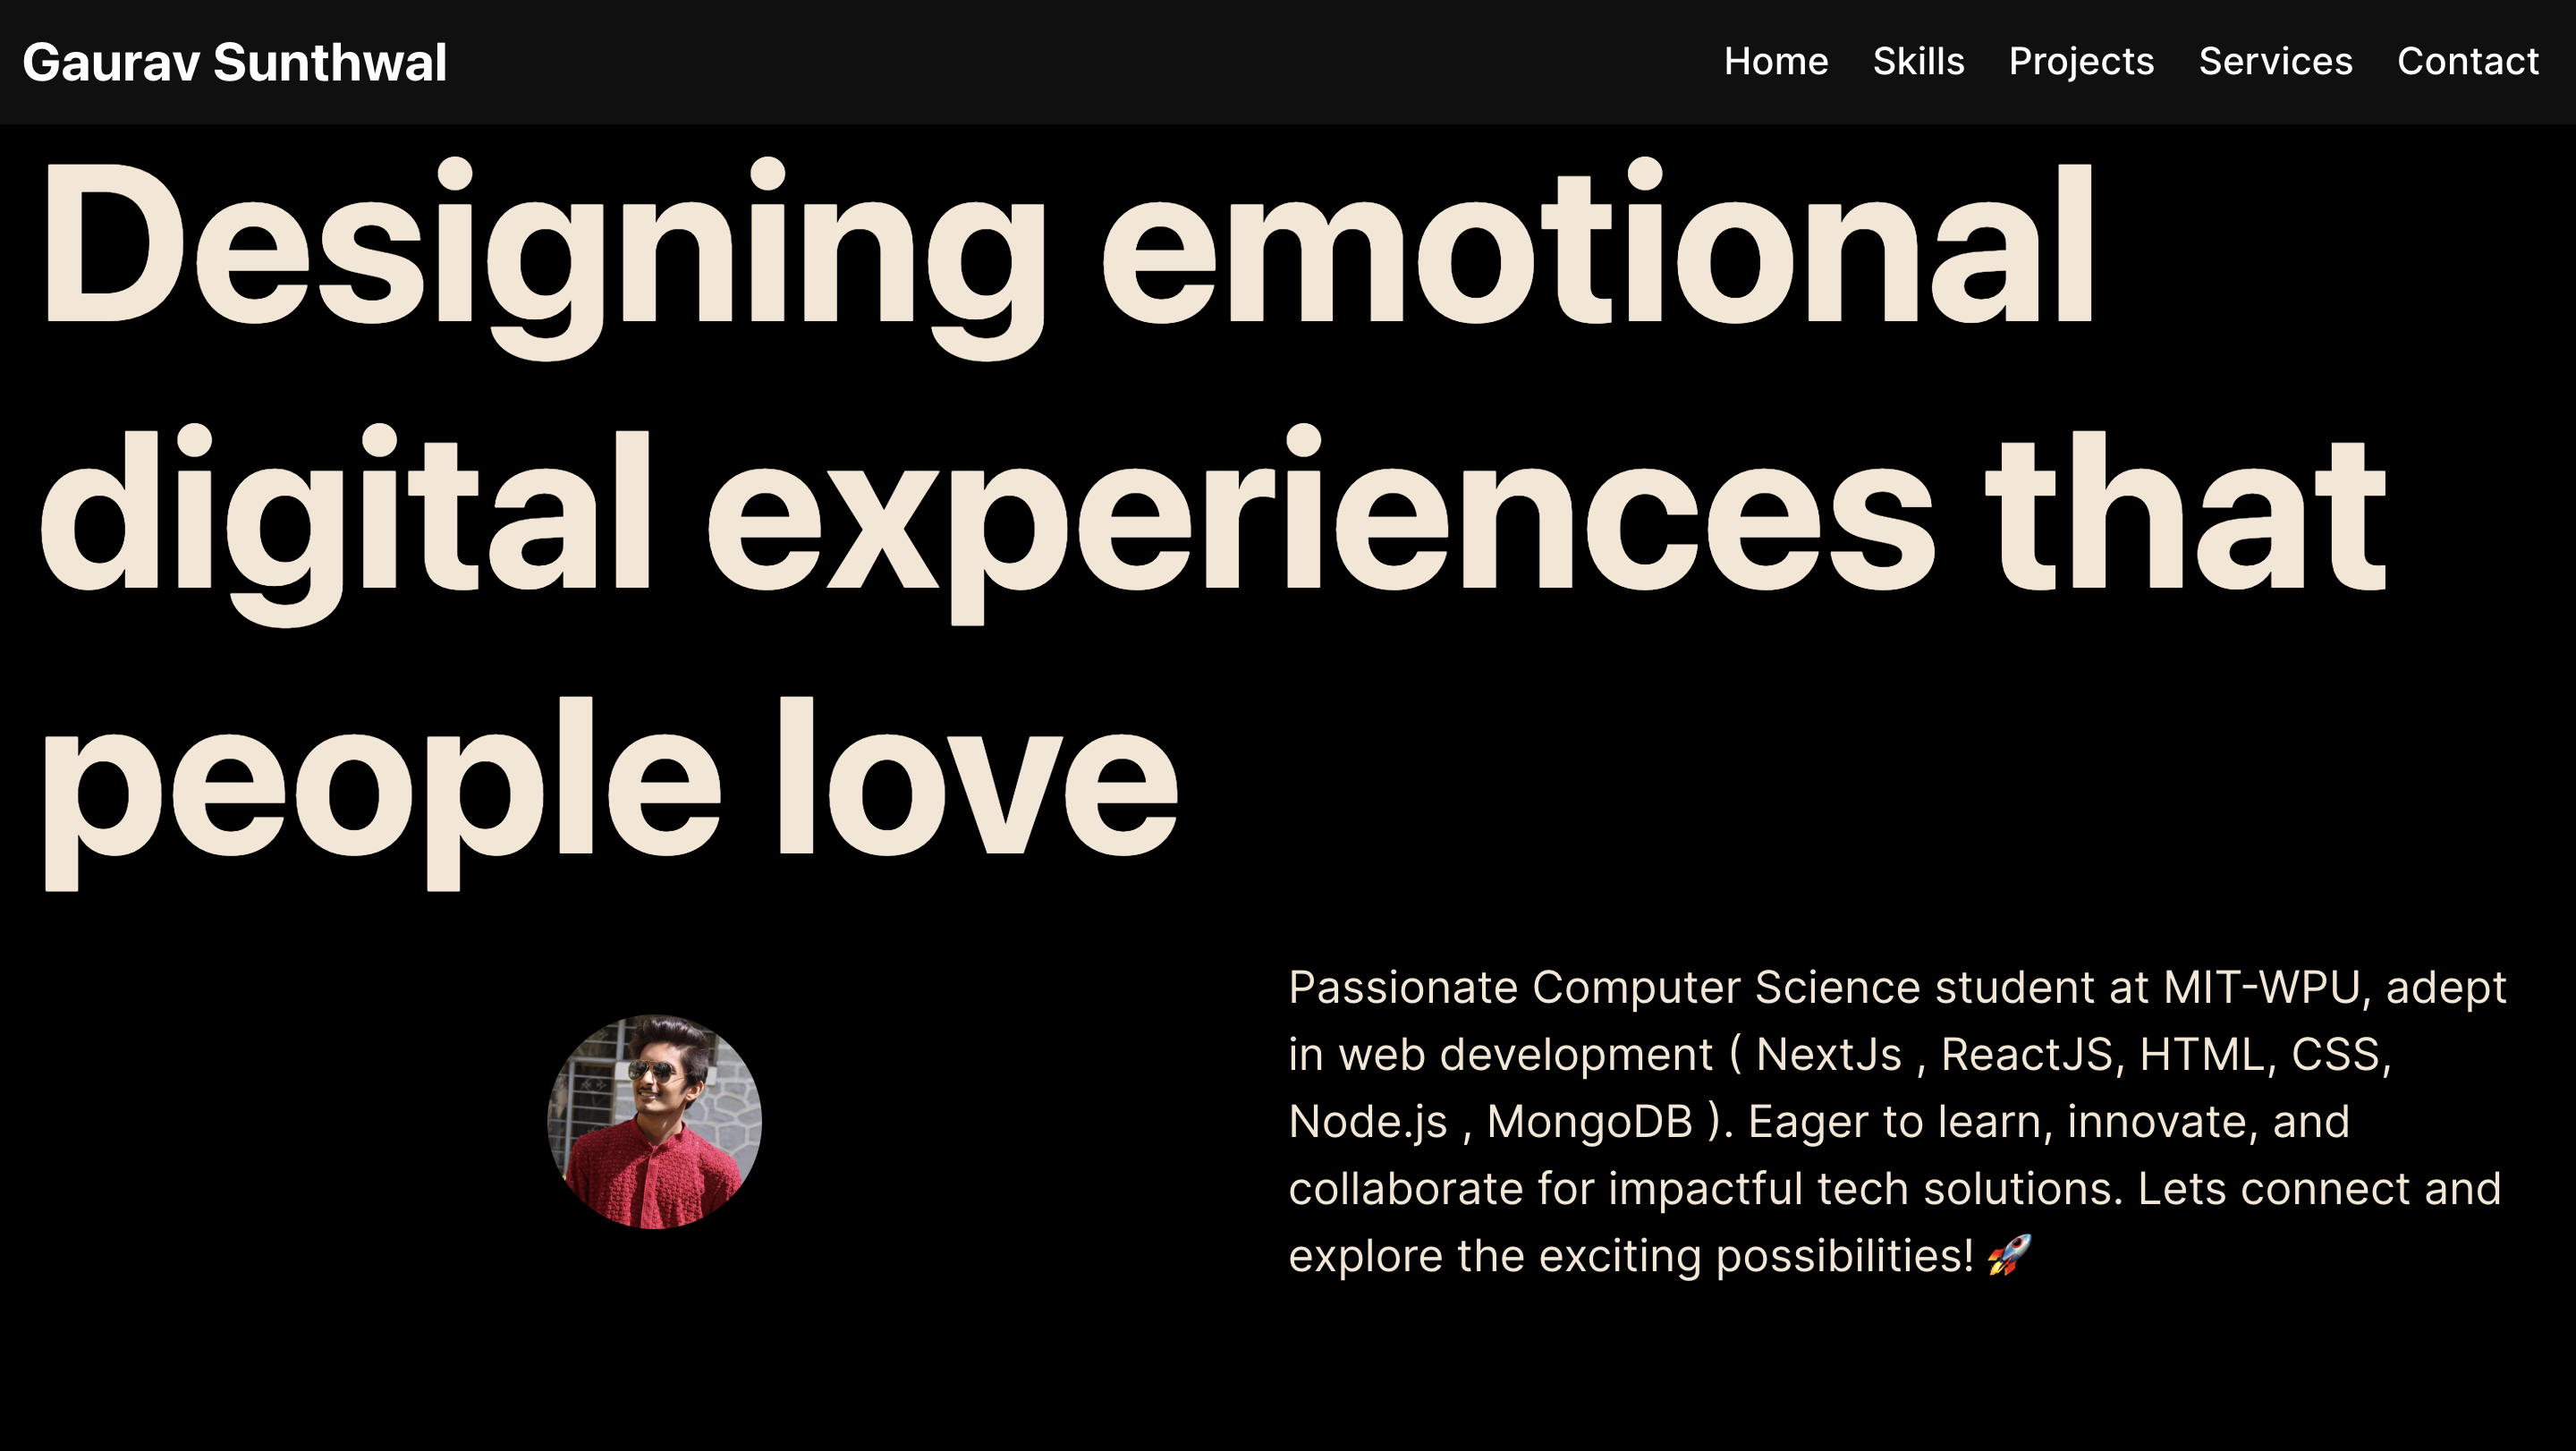 Gaurav Sunthwal
Home Skills Projects Services Contact
Designing emotional
digital experiences that
people love
Passionate Computer Science student at MIT-WPU, adept
in web development ( NextJs , ReactJS, HTML, CSS,
Node.js , MongoDB ). Eager to learn, innovate, and
collaborate for impactful tech solutions. Lets connect and
explore the exciting possibilities! 🚀